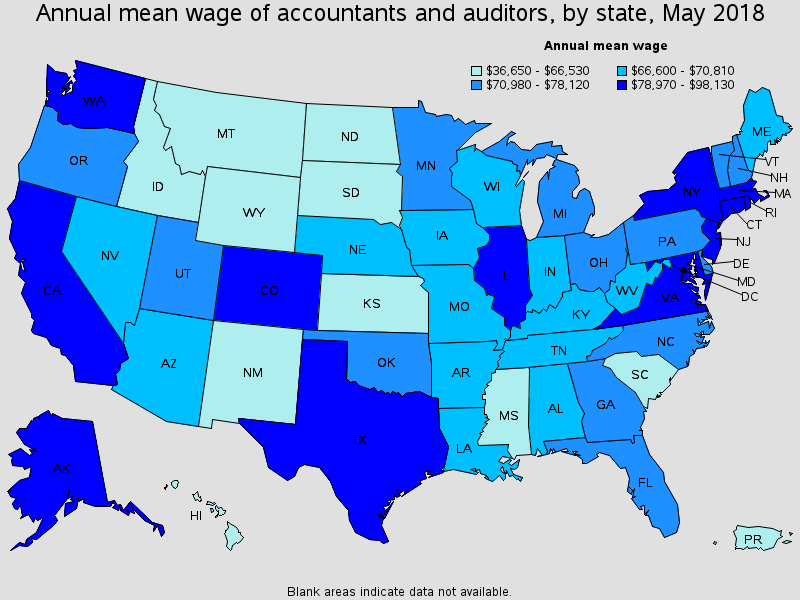 Annual mean wage of accountants and auditors, by state, May 2018
Annual mean wage
$36,650 - $66,530 $66,600 - $70,810
$70,980 - $78,120 $78,970 - $98,130
WA
MT
ND
MN
ME
OR
ID
SD
WI
MI
VT
NH
MA
NY
RI
CT
WY
IA
NE
PA
NJ
NV
UT
CO
IL
IN
OH
DE
MD
DC
CA
KS
MO
WV
VA
KY
NC
AZ
NM
OK
AR
TN
SC
TX
MS
AL
GA
LA
FL
AK
HI
PR
Blank areas indicate data not available.